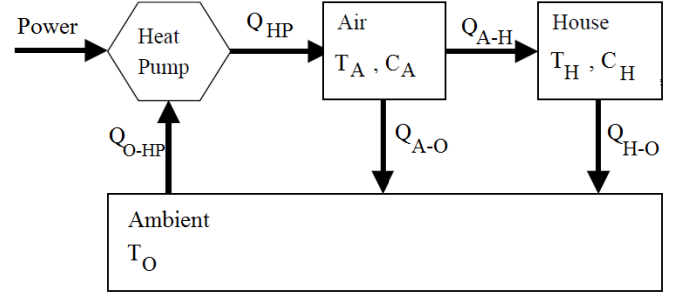 Power
Heat
Pump
Q HP
Air
T A , C A
Q A-H
House
T H , C H
Q O-HP
Q A-O
Q H-O
Ambient
T O